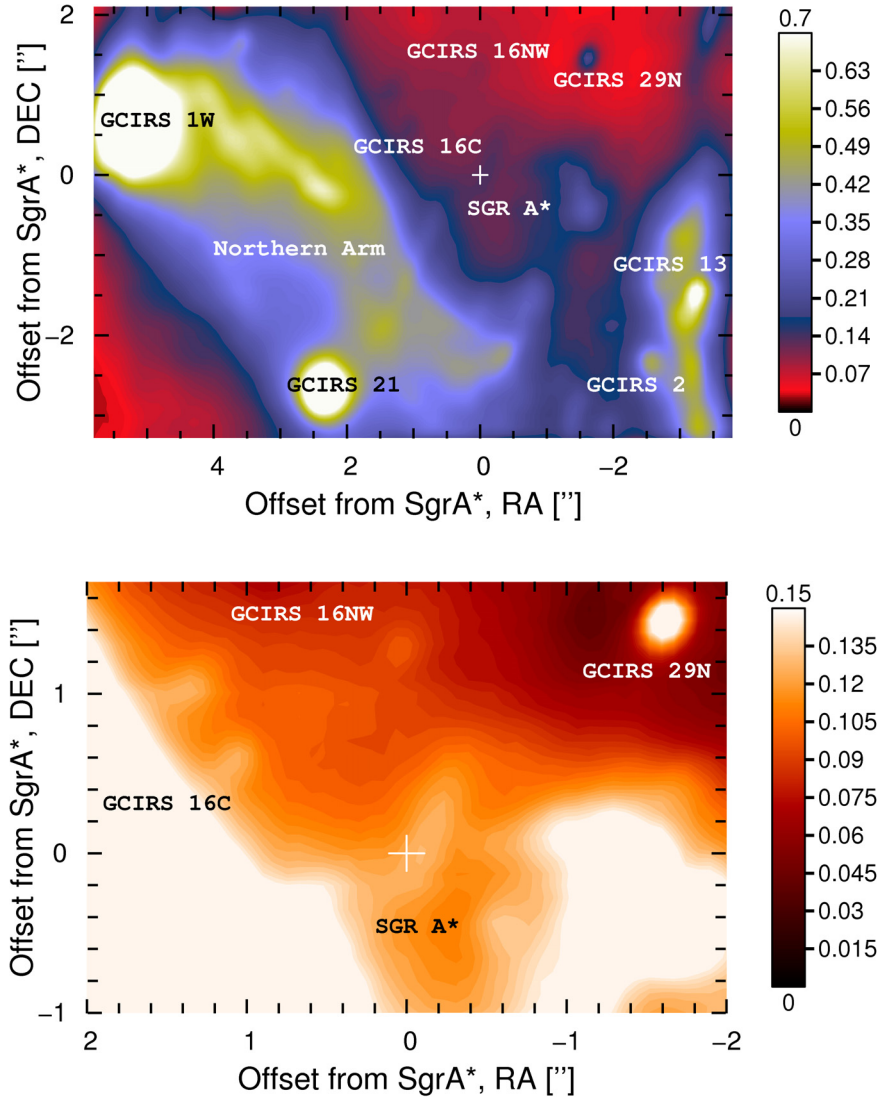 2
0.7
GCIRS 16NW
GCIRS 29N
0.63
GCIRS 1W
0.56
GCIRS 16C
0.49
0
SGR A*
0.42
Northern Arm
0.35
GCIRS 13
0.28
0.21
−2
0.14
GCIRS 21
GCIRS 2
0.07
0
4 2 0 −2
Offset from SgrA*, DEC ["]
Offset from SgrA*, RA ["]
0.15
GCIRS 16NW
0.135
GCIRS 29N
0.12
1
0.105
GCIRS 16C
0.09
0.075
0
0.06
SGR A*
0.045
0.03
0.015
−1
0
2 1 0 −1 −2
Offset from SgrA*, DEC ["]
Offset from SgrA*, RA ["]